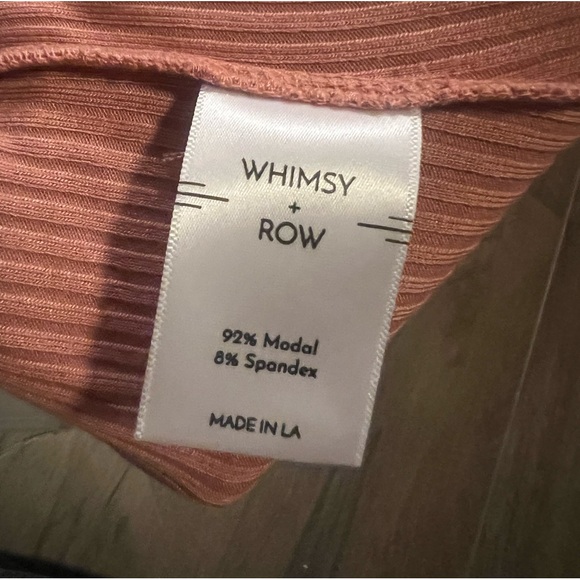 WHIMSY
+
ROW
92% Modal
8% Spandex
MADE IN LA